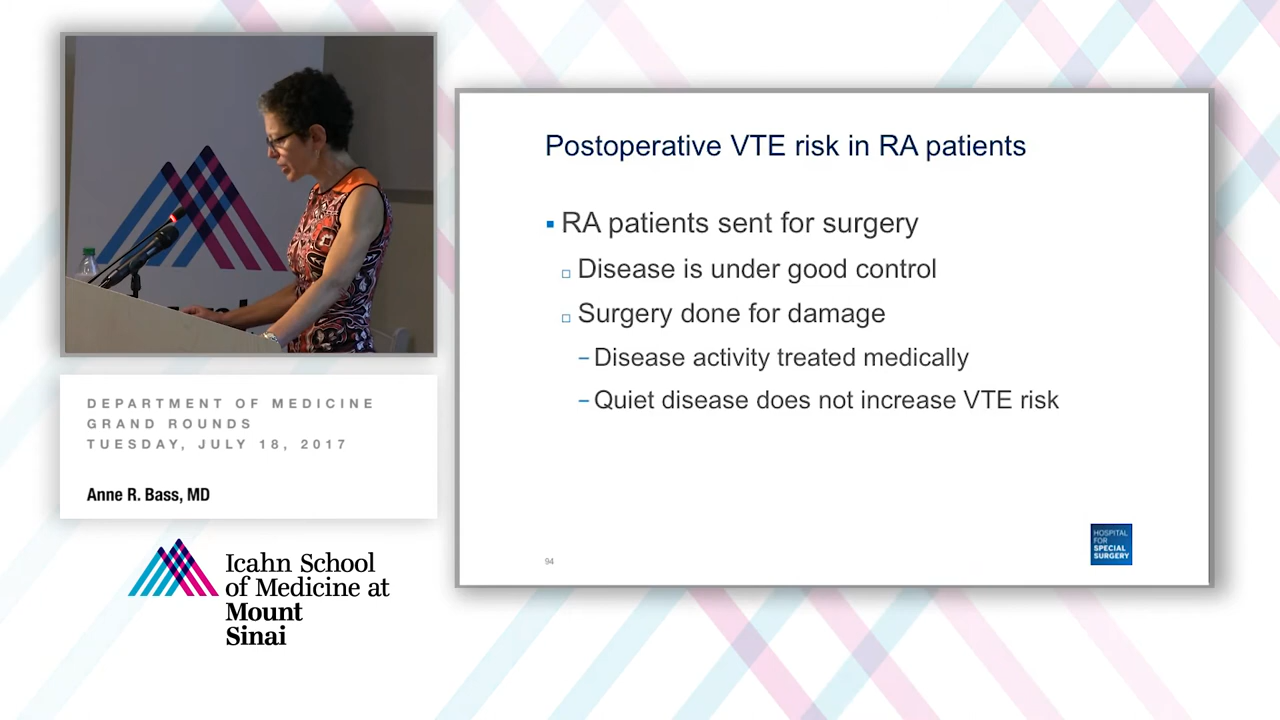 DEPARTMENT OF MEDICINE
GRAND ROUNDS
TUESDAY, JULY 18, 2017
Anne R. Bass, MD
Icahn School
of Medicine at
Mount
Sinai
Postoperative VTE risk in RA patients
▪ RA patients sent for surgery
▫ Disease is under good control
▫ Surgery done for damage
– Disease activity treated medically
– Quiet disease does not increase VTE risk
94
HOSPITAL
FOR
SPECIAL
SURGERY